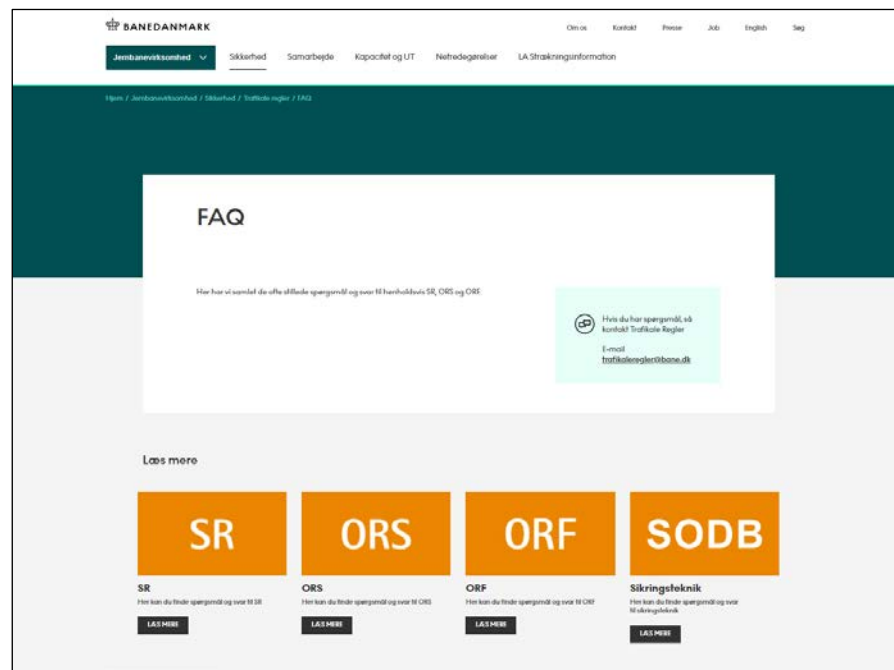 BANEDANMARK
Om os Kontakt Presse Job English Søg
Jernbanevirksomhed Sikkerhed Samarbejde Kapacitet og UT Netredegørelser LA Strækningsinformation
Hjem / Jernbanevirksomhed / Sikkerhed / Trafikale regler / FAQ
FAQ
Her har vi samlet de ofte stillede spørgsmål og svar til henholdsvis SR, ORS og ORF.
Hvis du har spørgsmål, så
kontakt Trafikale Regler
E-mail
trafikaleregler@bane.dk
Læs mere
SR ORS ORF SODB
SR ORS ORF Sikringsteknik
Her kan du finde spørgsmål og svar til SR Her kan du finde spørgsmål og svar til ORS Her kan du finde spørgsmål og svar til ORF Her kan du finde spørgsmål og svar
til sikringsteknik
LÆS MERE LÆS MERE LÆS MERE LÆS MERE